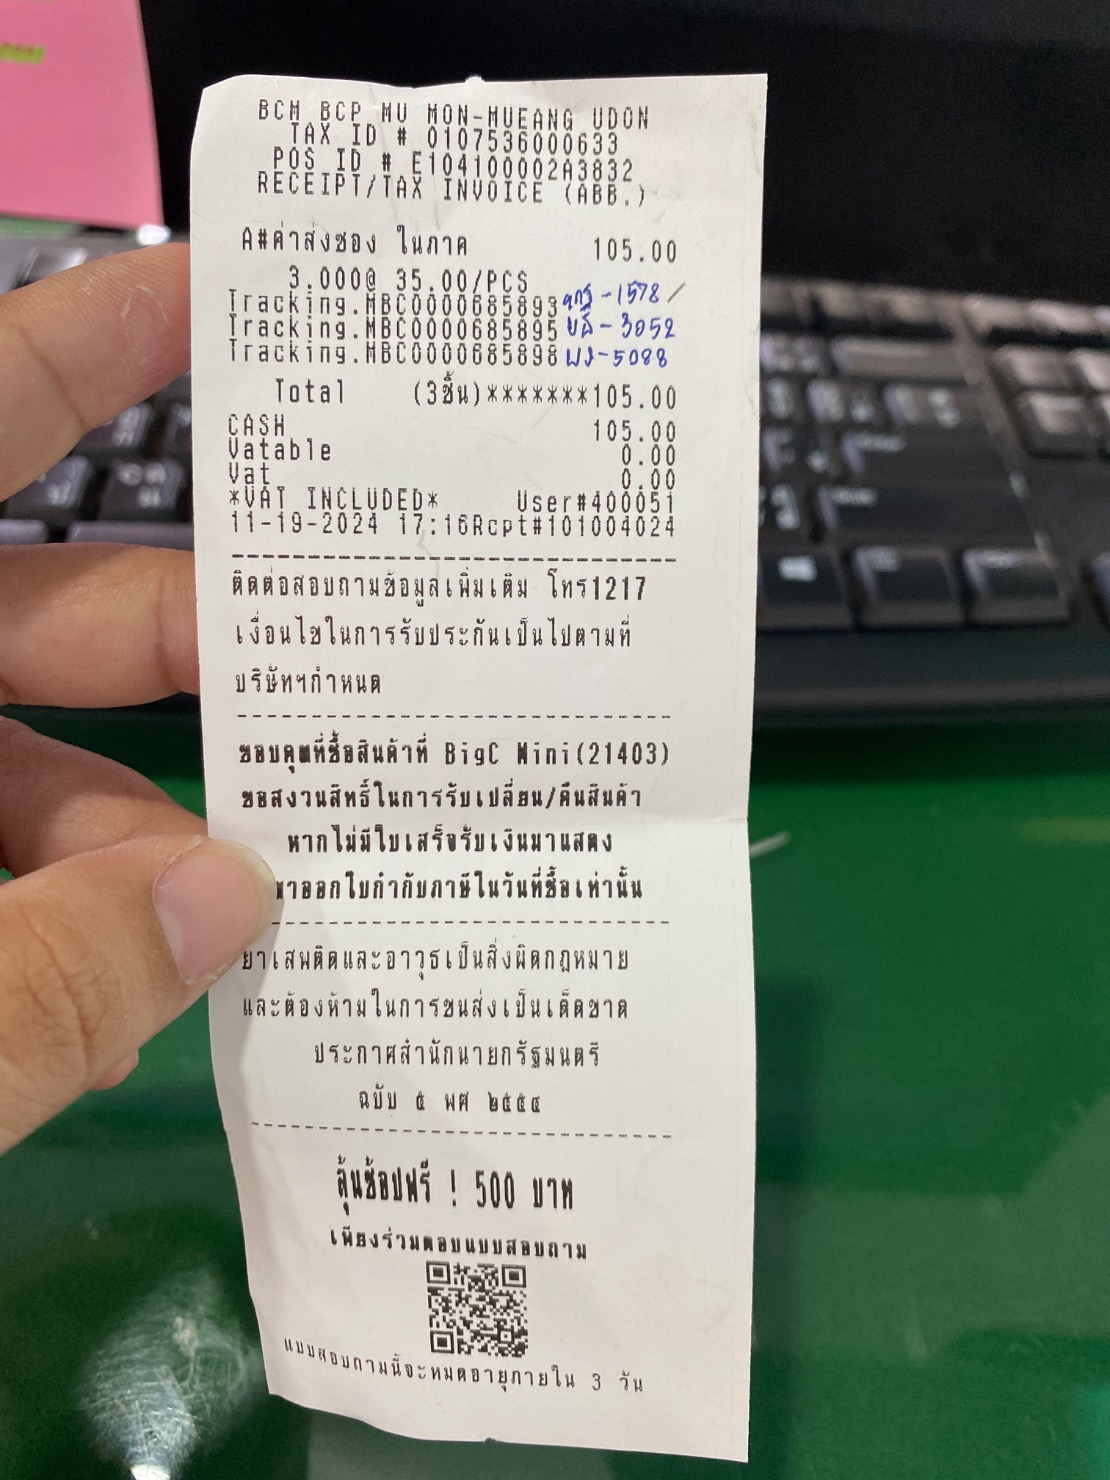 BCM BCP MU MON-MUEANG UDON
TAX ID # 0107536000633
POS ID # E104100002A3832
RECEIPT/TAX INVOICE (ABB.)
A#ค่าส่งซอง ในภาค 105.00
3.000@ 35.00/PCS
Tracking.MBC0000685893 -1578 /
Tracking.MBC0000685895 -3052
Tracking.MBC0000685898 -5088
Total (3ชิ้น)*******105.00
CASH 105.00
Vatable 0.00
Vat 0.00
*VAT INCLUDED* User#400051
11-19-2024 17:16Rcpt#101004024
ติดต่อสอบถามข้อมูลเพิ่มเติม โทร1217
เงื่อนไขในการรับประกันเป็นไปตามที่
บริษัทฯกำหนด
ขอบคุณที่ซื้อสินค้าที่ BigC Mini(21403)
ขอสงวนสิทธิ์ในการรับเปลี่ยน/คืนสินค้า
หากไม่มีใบเสร็จรับเงินมาแสดง
ออกใบกำกับภาษีในวันที่ซื้อเท่านั้น
ยาเสพติดและอาวุธเป็นสิ่งผิดกฎหมาย
และต้องห้ามในการขนส่งเป็นเด็ดขาด
ประกาศสำนักนายกรัฐมนตรี
ฉบับ ๕ พศ ๒๕๕๔
ลุ้นช้อปฟรี ! 500 บาท
เพียงร่วมตอบแบบสอบถาม
แบบสอบถามนี้จะหมดอายุภายใน 3 วัน